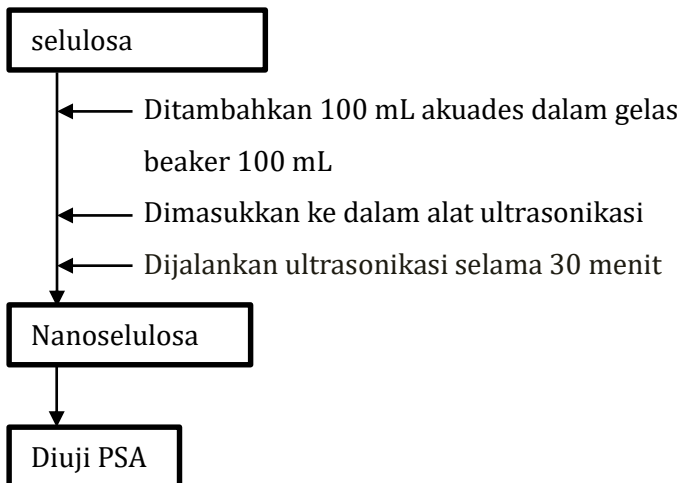 selulosa
Ditambahkan 100 mL akuades dalam gelas
beaker 100 mL
Dimasukkan ke dalam alat ultrasonikasi
Dijalankan ultrasonikasi selama 30 menit
Nanoselulosa
Diuji PSA